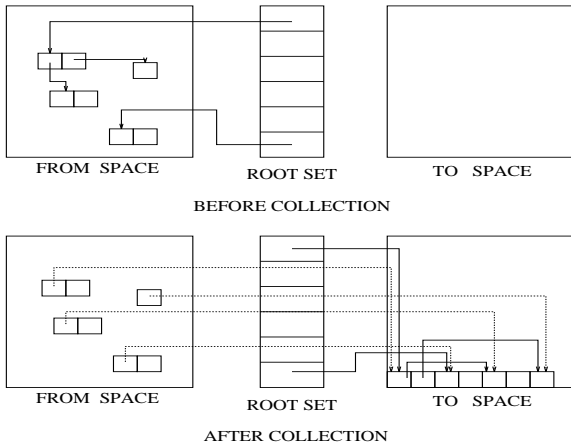 FROM SPACE
ROOT SET
TO SPACE
BEFORE COLLECTION
FROM SPACE
ROOT SET
TO SPACE
AFTER COLLECTION